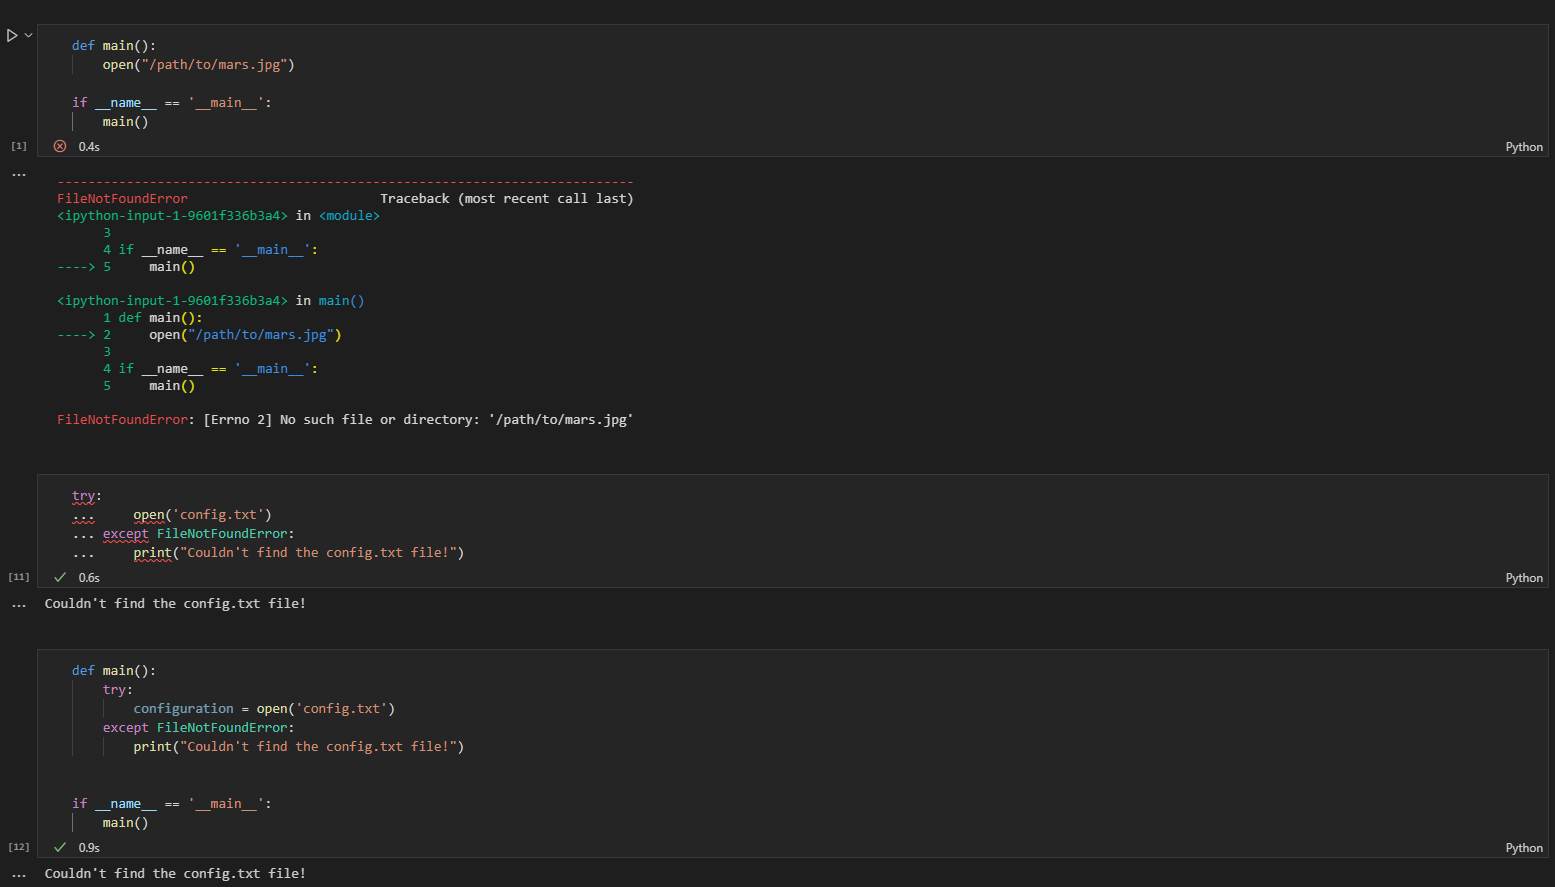 def main():
    open("/path/to/mars.jpg")
if __name__ == '__main__':
    main()
[1] 0.4s Python
...
---------------------------------------------------------------------------
FileNotFoundError                         Traceback (most recent call last)
<ipython-input-1-9601f336b3a4> in <module>
      3
      4 if __name__ == '__main__':
----> 5     main()
<ipython-input-1-9601f336b3a4> in main()
      1 def main():
----> 2     open("/path/to/mars.jpg")
      3
      4 if __name__ == '__main__':
      5     main()
FileNotFoundError: [Errno 2] No such file or directory: '/path/to/mars.jpg'
try:
...     open('config.txt')
... except FileNotFoundError:
...     print("Couldn't find the config.txt file!")
[11] 0.6s Python
... Couldn't find the config.txt file!
def main():
    try:
        configuration = open('config.txt')
    except FileNotFoundError:
        print("Couldn't find the config.txt file!")
if __name__ == '__main__':
    main()
[12] 0.9s Python
... Couldn't find the config.txt file!